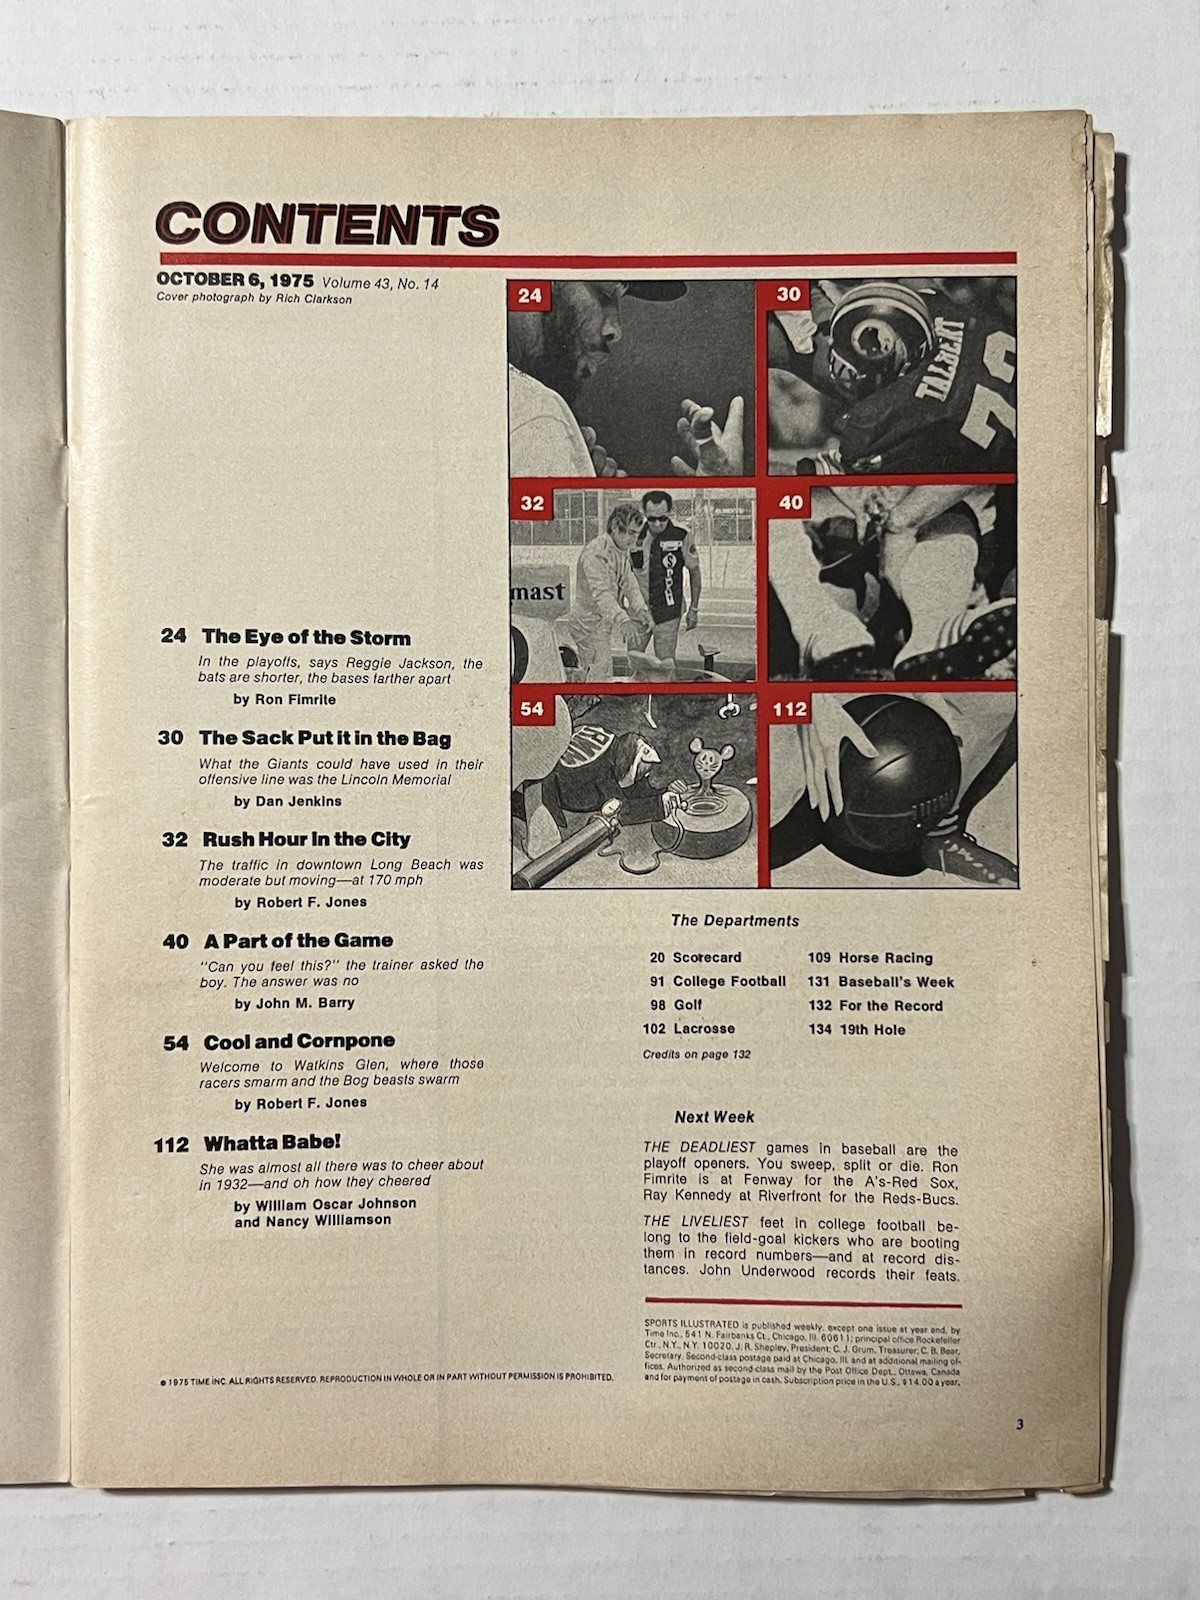 CONTENTS
OCTOBER 6, 1975 Volume 43, No. 14
Cover photograph by Rich Clarkson
24 The Eye of the Storm
In the playoffs, says Reggie Jackson, the
bats are shorter, the bases farther apart
by Ron Fimrite
30 The Sack Put it in the Bag
What the Giants could have used in their
offensive line was the Lincoln Memorial
by Dan Jenkins
32 Rush Hour in the City
The traffic in downtown Long Beach was
moderate but moving—at 170 mph
by Robert F. Jones
40 A Part of the Game
"Can you feel this?" the trainer asked the
boy. The answer was no
by John M. Barry
54 Cool and Cornpone
Welcome to Watkins Glen, where those
racers smarm and the Bog beasts swarm
by Robert F. Jones
112 Whatta Babe!
She was almost all there was to cheer about
in 1932—and oh how they cheered
by William Oscar Johnson
and Nancy Williamson
24
30
TALBERT
72
32
mast
40
54
112
The Departments
20 Scorecard
91 College Football
98 Golf
102 Lacrosse
109 Horse Racing
131 Baseball's Week
132 For the Record
134 19th Hole
Credits on page 132
Next Week
THE DEADLIEST games in baseball are the
playoff openers. You sweep, split or die. Ron
Fimrite is at Fenway for the A's-Red Sox,
Ray Kennedy at Riverfront for the Reds-Bucs.
THE LIVELIEST feet in college football be-
long to the field-goal kickers who are booting
them in record numbers—and at record dis-
tances. John Underwood records their feats.
SPORTS ILLUSTRATED is published weekly, except one issue at year end, by
Time Inc., 541 N. Fairbanks Ct., Chicago, Ill. 60611; principal office Rockefeller
Ctr., N.Y., N.Y. 10020. J. R. Shepley, President; C. J. Grum, Treasurer; C. B. Bear,
Secretary. Second-class postage paid at Chicago, Ill. and at additional mailing of-
fices. Authorized as second-class mail by the Post Office Dept., Ottawa, Canada
and for payment of postage in cash. Subscription price in the U.S., $14.00 a year.
© 1975 TIME INC. ALL RIGHTS RESERVED. REPRODUCTION IN WHOLE OR IN PART WITHOUT PERMISSION IS PROHIBITED.
3